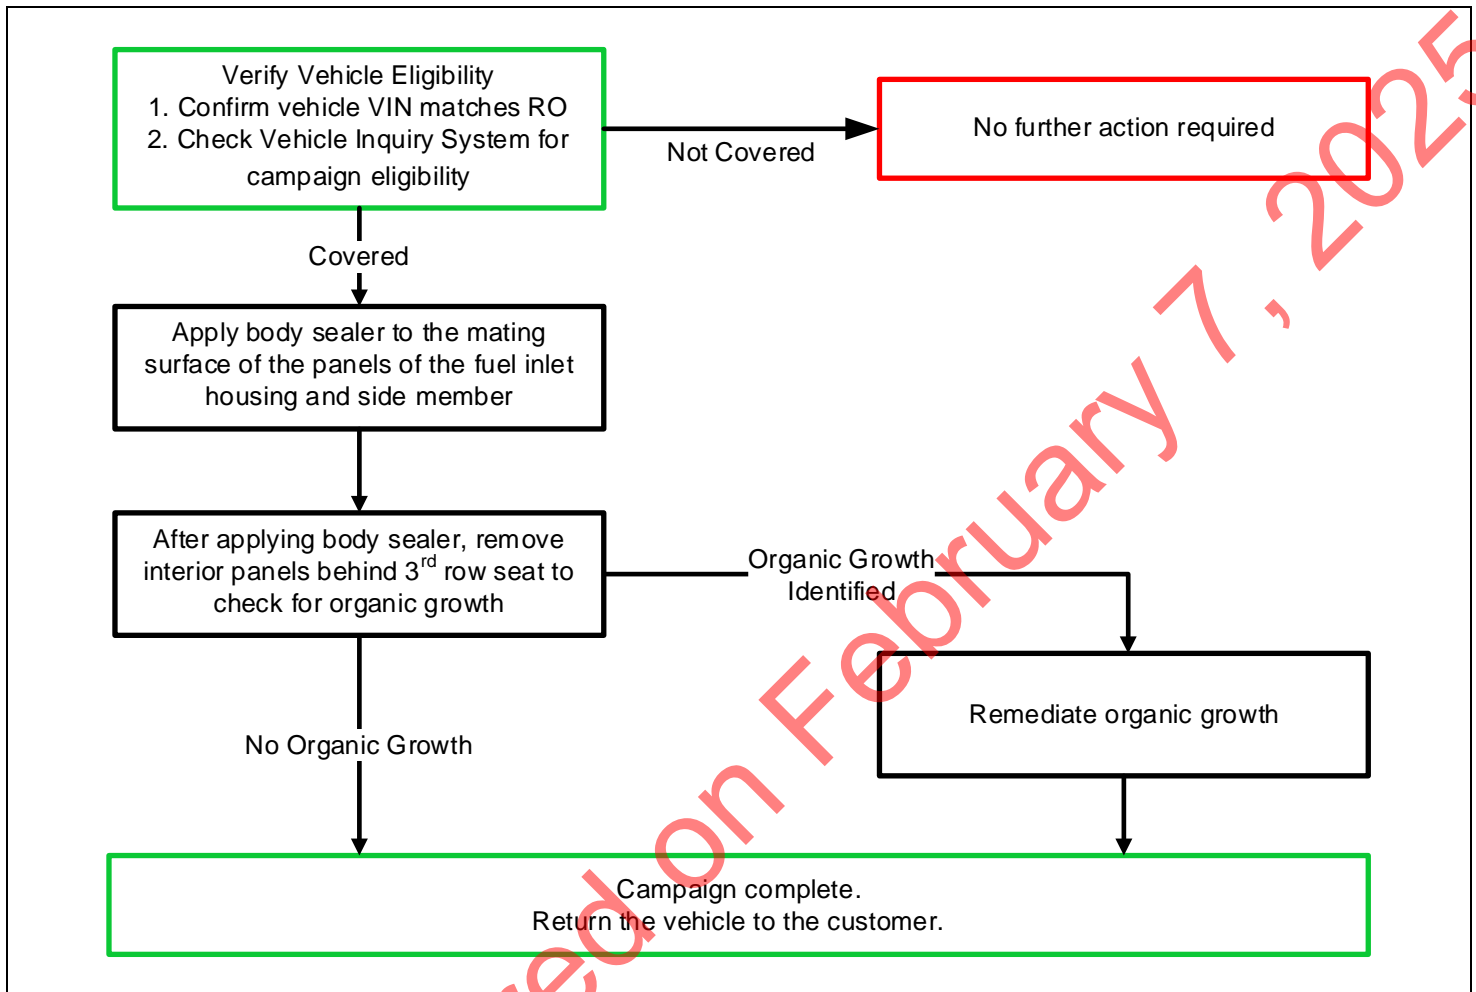 Verify Vehicle Eligibility
1. Confirm vehicle VIN matches RO
2. Check Vehicle Inquiry System for
campaign eligibility
Not Covered
No further action required
Covered
Apply body sealer to the mating
surface of the panels of the fuel inlet
housing and side member
After applying body sealer, remove
interior panels behind 3rd row seat to
check for organic growth
Organic Growth
Identified
Remediate organic growth
No Organic Growth
Campaign complete.
Return the vehicle to the customer.
on February 7, 2025